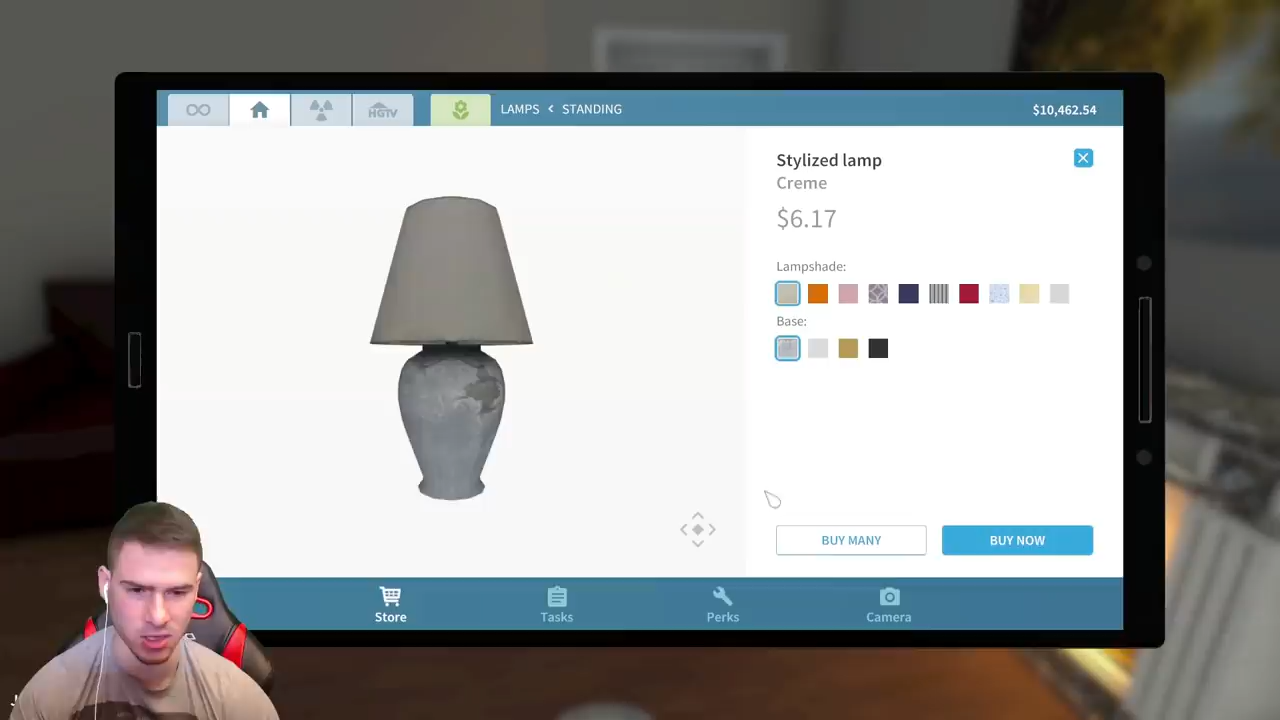 HGTV
LAMPS < STANDING
$10,462.54
Stylized lamp
Creme
$6.17
Lampshade:
Base:
BUY MANY
BUY NOW
Store
Tasks
Perks
Camera